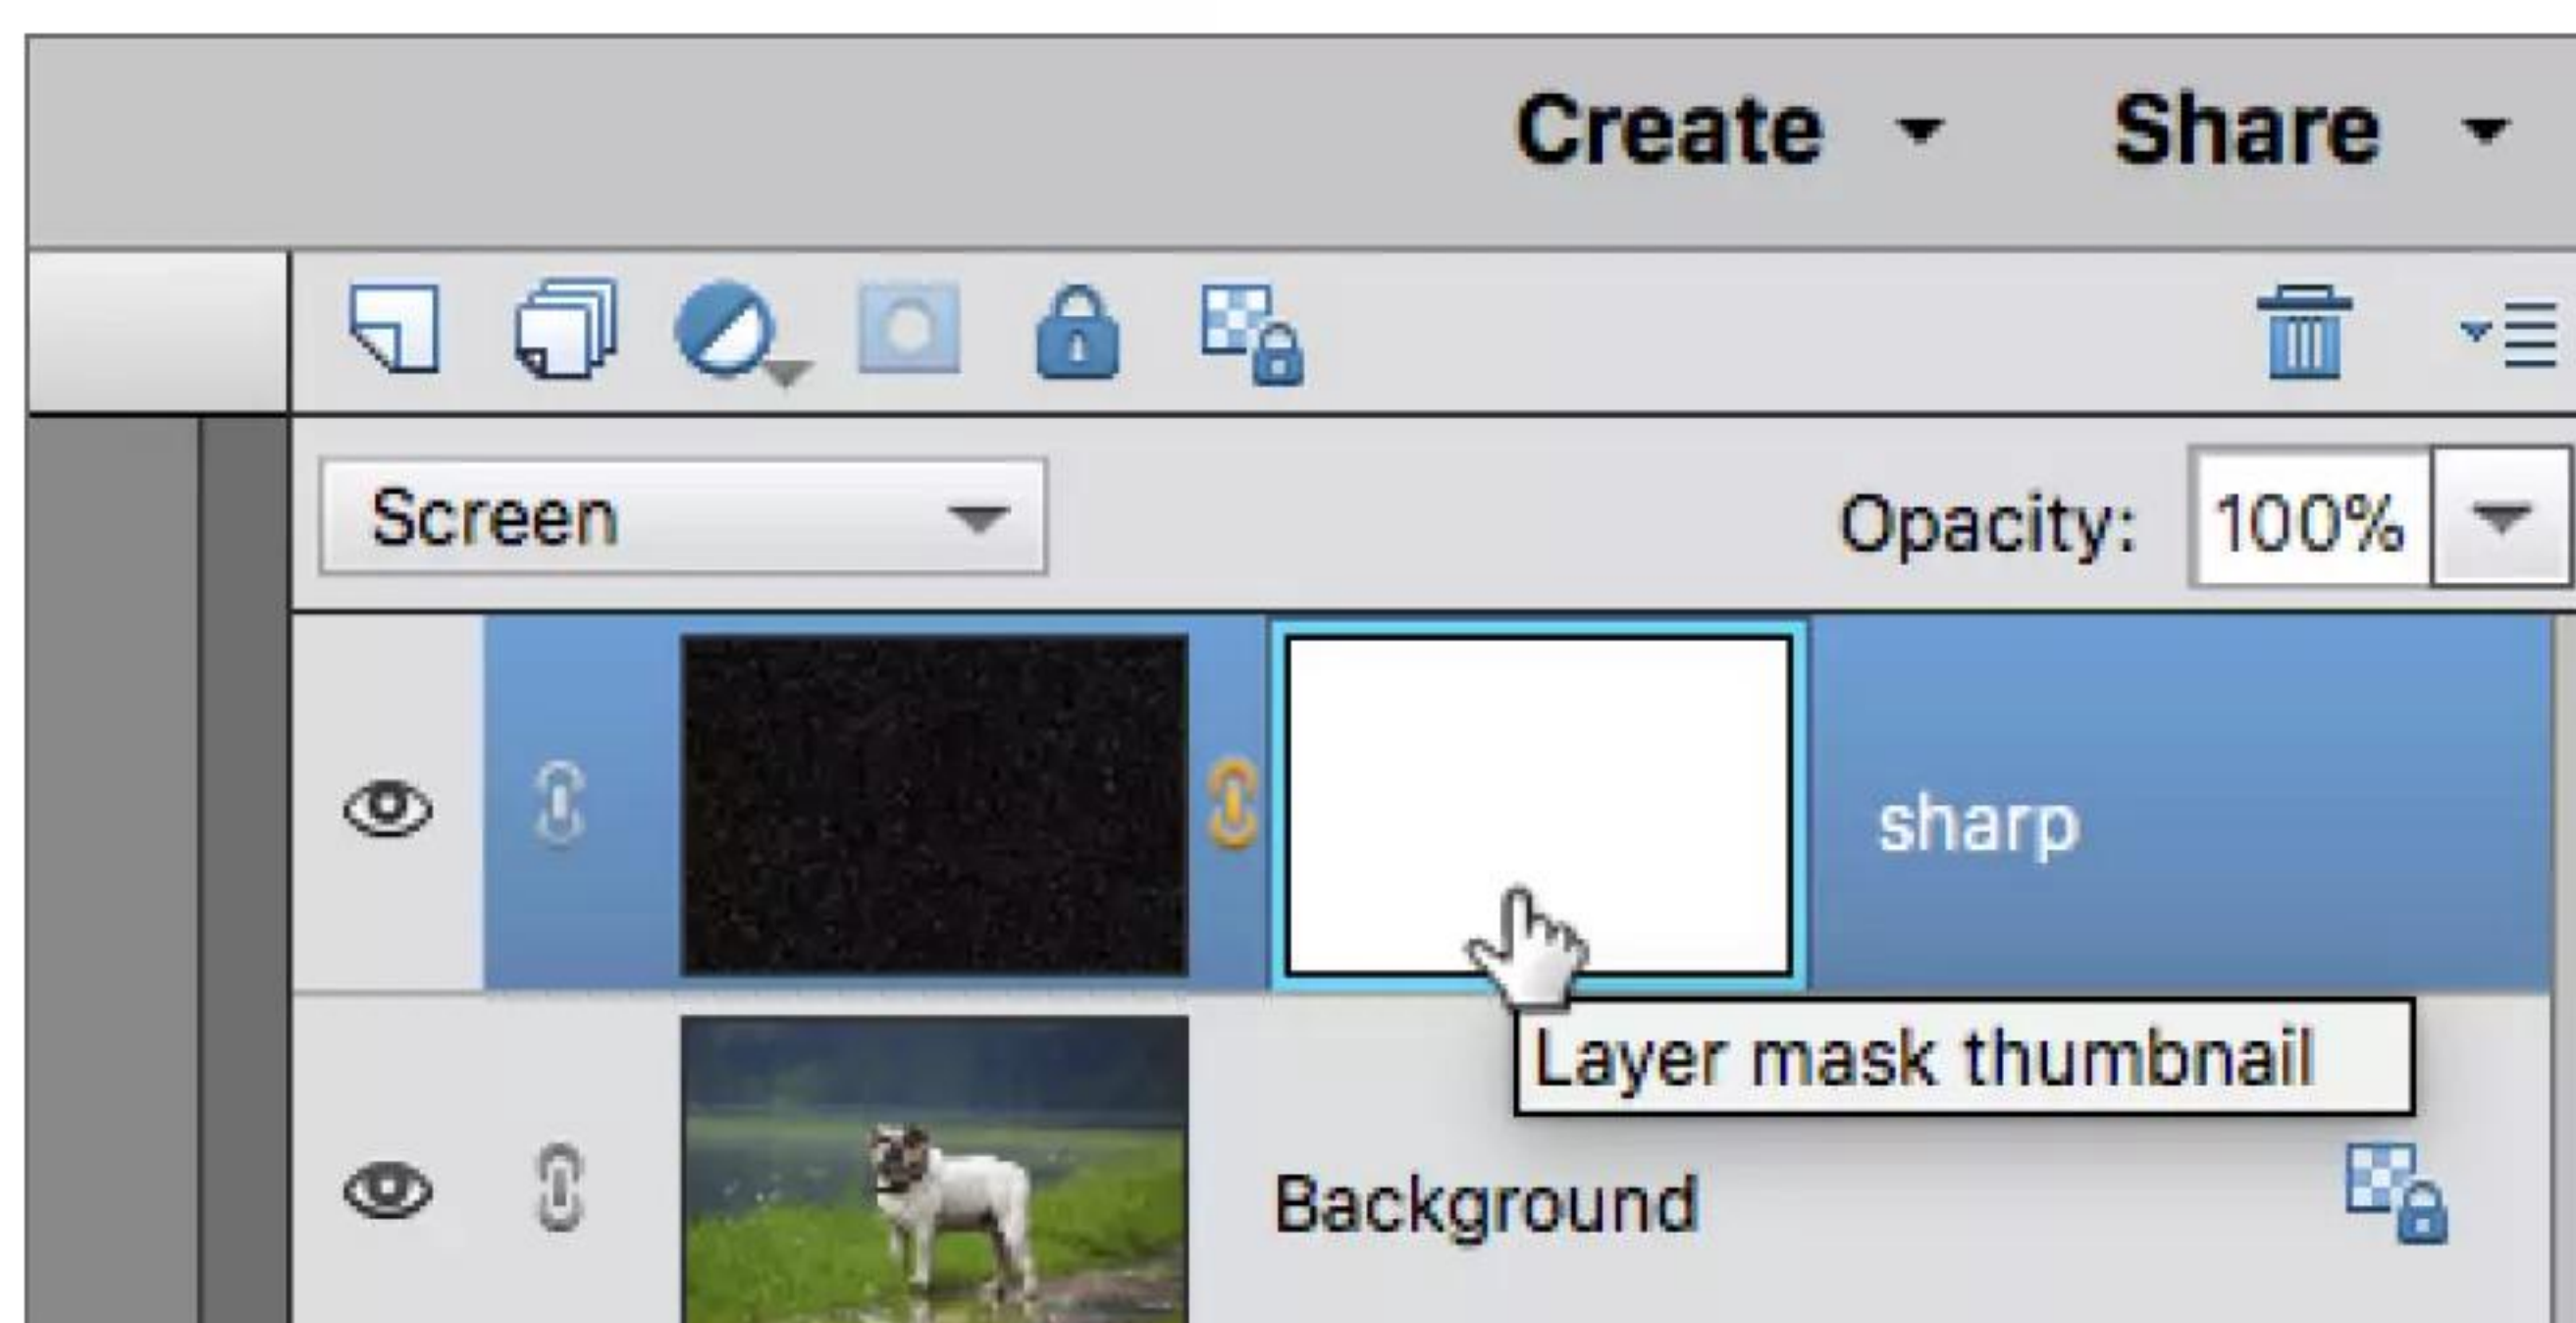 Create Share
Screen Opacity: 100%
sharp
Layer mask thumbnail
Background